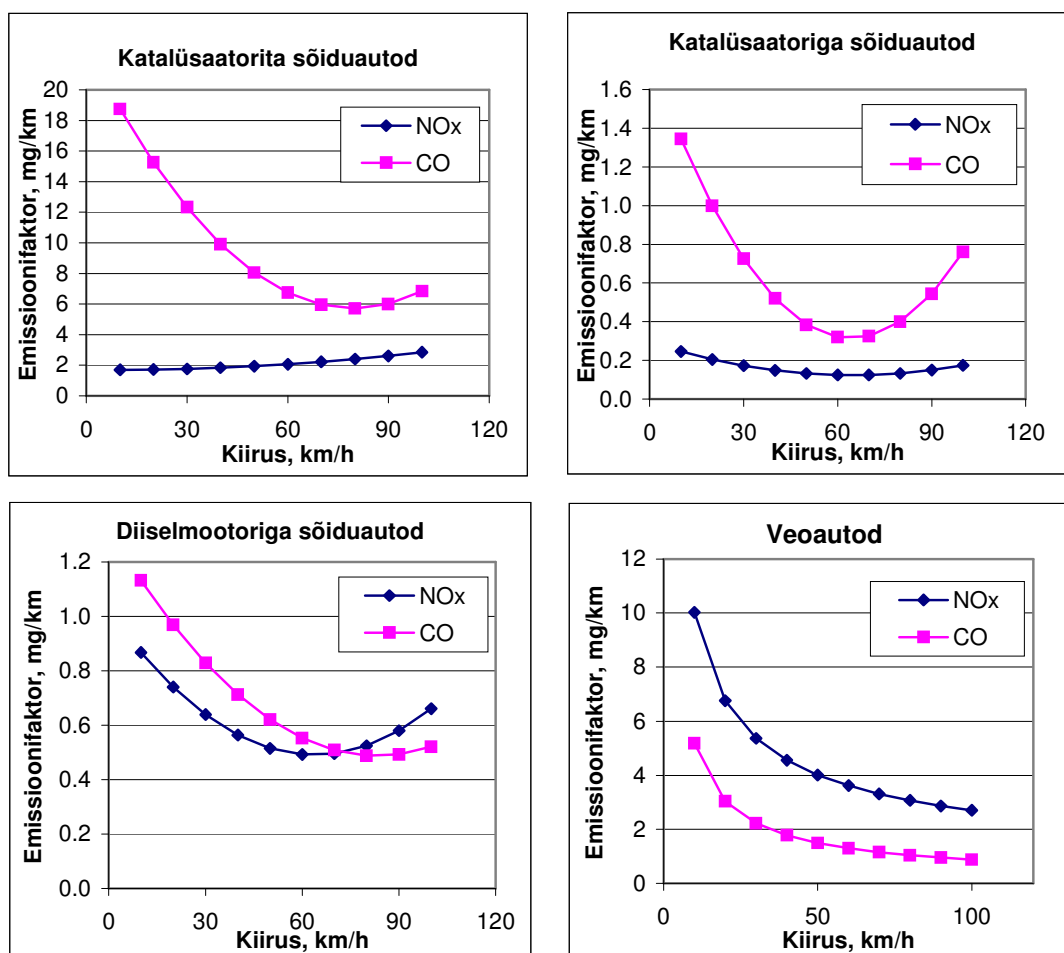 Katalüsaatorita sõiduautod
Emissioonifaktor, mg/km
20
18
16
14
12
10
8
6
4
2
0
NOx
CO
0 30 60 90 120
Kiirus, km/h
Katalüsaatoriga sõiduautod
Emissioonifaktor, mg/km
1.6
1.4
1.2
1.0
0.8
0.6
0.4
0.2
0.0
NOx
CO
0 30 60 90 120
Kiirus, km/h
Diiselmootoriga sõiduautod
Emissioonifaktor, mg/km
1.2
1.0
0.8
0.6
0.4
0.2
0.0
NOx
CO
0 30 60 90 120
Kiirus, km/h
Veoautod
Emissioonifaktor, mg/km
12
10
8
6
4
2
0
NOx
CO
0 50 100
Kiirus, km/h